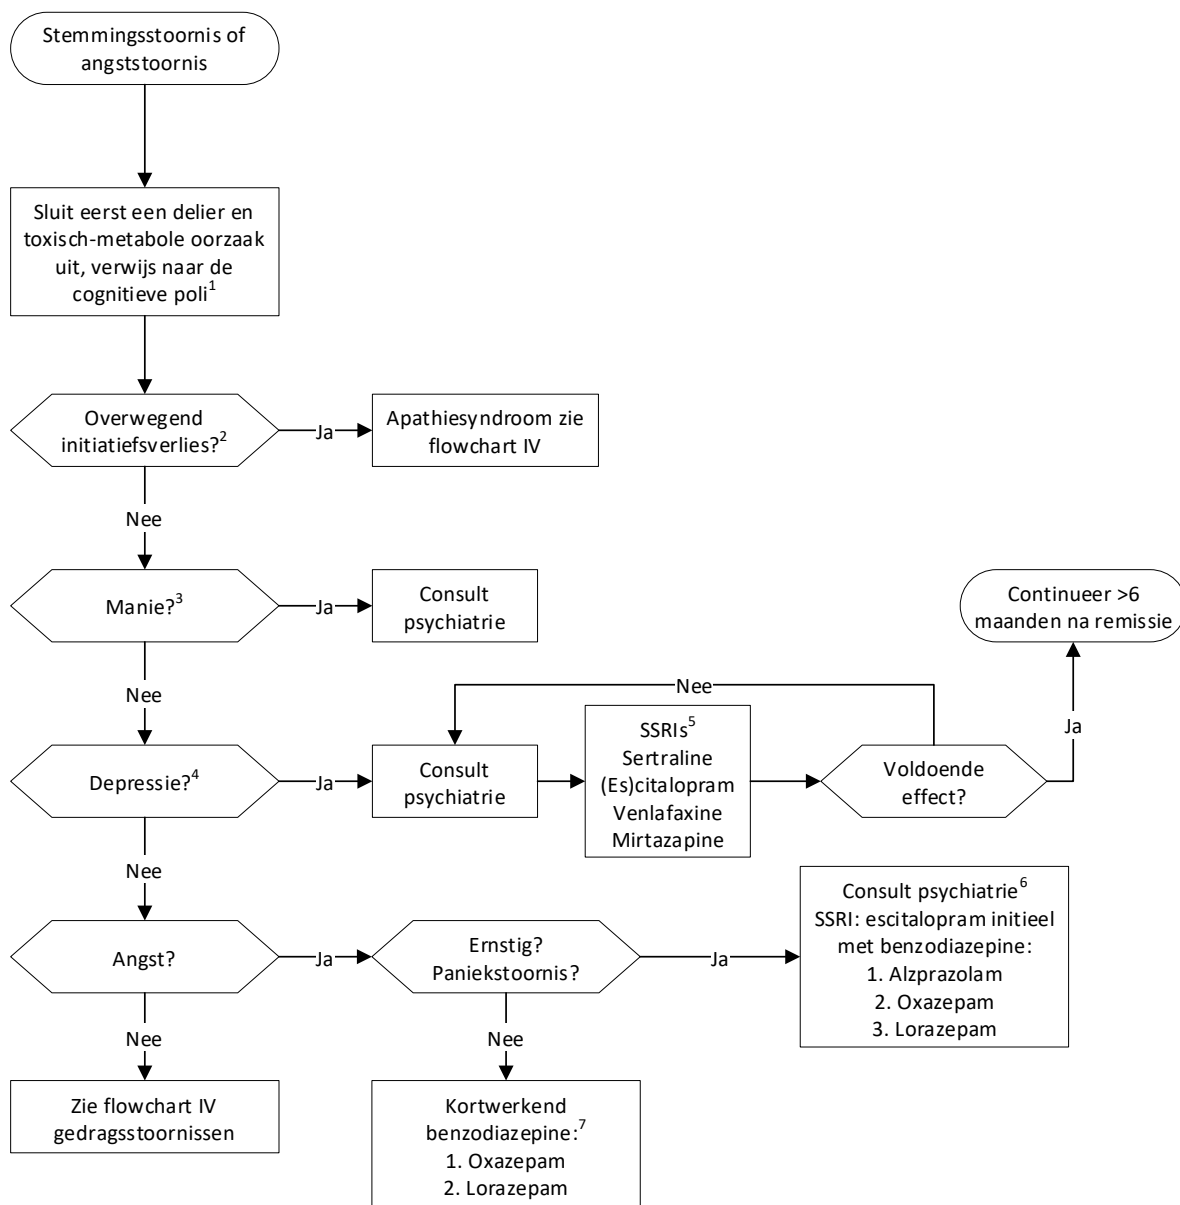 Stemmingsstoornis of
angststoornis
Sluit eerst een delier en
toxisch-metabole oorzaak
uit, verwijs naar de
cognitieve poli1
Overwegend
initiatiefsverlies?2
Ja
Apathiesyndroom zie
flowchart IV
Nee
Manie?3
Ja
Consult
psychiatrie
Continueer >6
maanden na remissie
Nee
Nee
Ja
Depressie?4
Ja
Consult
psychiatrie
SSRIs5
Sertraline
(Es)citalopram
Venlafaxine
Mirtazapine
Voldoende
effect?
Nee
Angst?
Ja
Ernstig?
Paniekstoornis?
Ja
Consult psychiatrie6
SSRI: escitalopram initieel
met benzodiazepine:
1. Alzprazolam
2. Oxazepam
3. Lorazepam
Nee
Nee
Zie flowchart IV
gedragsstoornissen
Kortwerkend
benzodiazepine:7
1. Oxazepam
2. Lorazepam